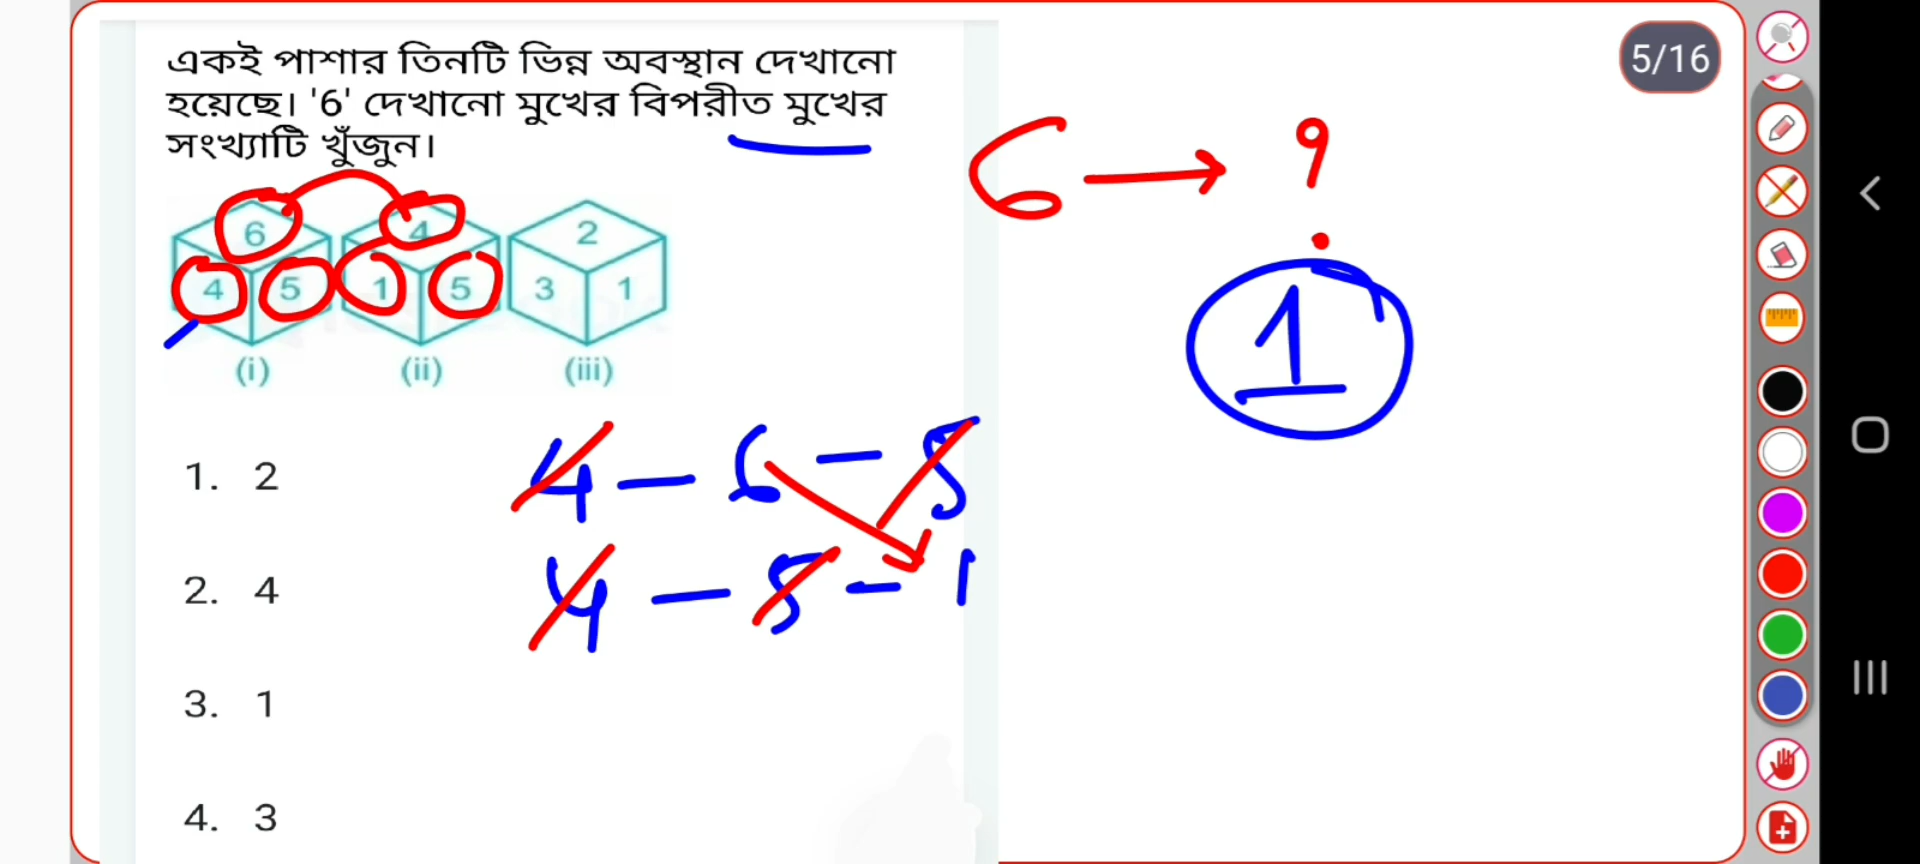 5/16
একই পাশার তিনটি ভিন্ন অবস্থান দেখানো
হয়েছে। '6' দেখানো মুখের বিপরীত মুখের
সংখ্যাটি খুঁজুন।
6 → ?
6 4 2
4 5 1 5 3 1
(i) (ii) (iii)
1
4 – 6 – 5
4 – 5 – 1
1. 2
2. 4
3. 1
4. 3